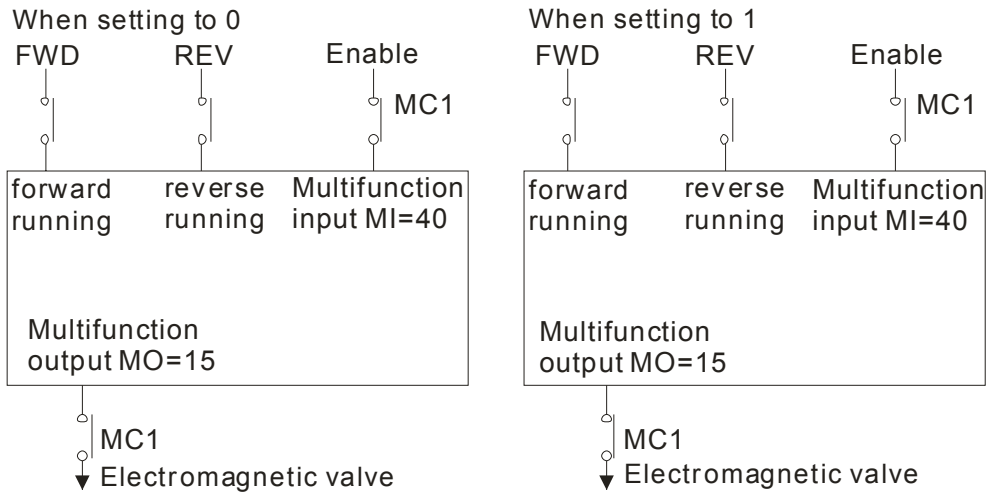 When setting to 0
FWD
REV
Enable
MC1
forward running
reverse running
Multifunction input MI=40
Multifunction output MO=15
MC1
Electromagnetic valve
When setting to 1
FWD
REV
Enable
MC1
forward running
reverse running
Multifunction input MI=40
Multifunction output MO=15
MC1
Electromagnetic valve